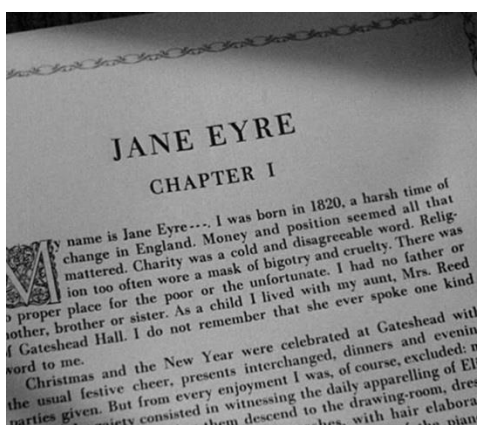 JANE EYRE
CHAPTER I
My name is Jane Eyre---. I was born in 1820, a harsh time of
change in England. Money and position seemed all that
mattered. Charity was a cold and disagreeable word. Relig-
ion too often wore a mask of bigotry and cruelty. There was
proper place for the poor or the unfortunate. I had no father or
other, brother or sister. As a child I lived with my aunt, Mrs. Reed
f Gateshead Hall. I do not remember that she ever spoke one kind
word to me.
Christmas and the New Year were celebrated at Gateshead with
the usual festive cheer, presents interchanged, dinners and evenin
parties given. But from every enjoyment I was, of course, excluded:
consisted in witnessing the daily apparelling of
them descend to the drawing-room,
with hair elabora